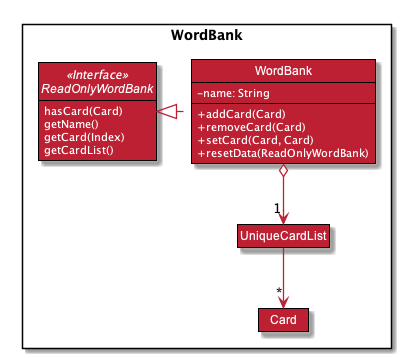 WordBank
«Interface»
ReadOnlyWordBank
hasCard(Card)
getName()
getCard(Index)
getCardList()
WordBank
-name: String
+addCard(Card)
+removeCard(Card)
+setCard(Card, Card)
+resetData(ReadOnlyWordBank)
1
UniqueCardList
*
Card